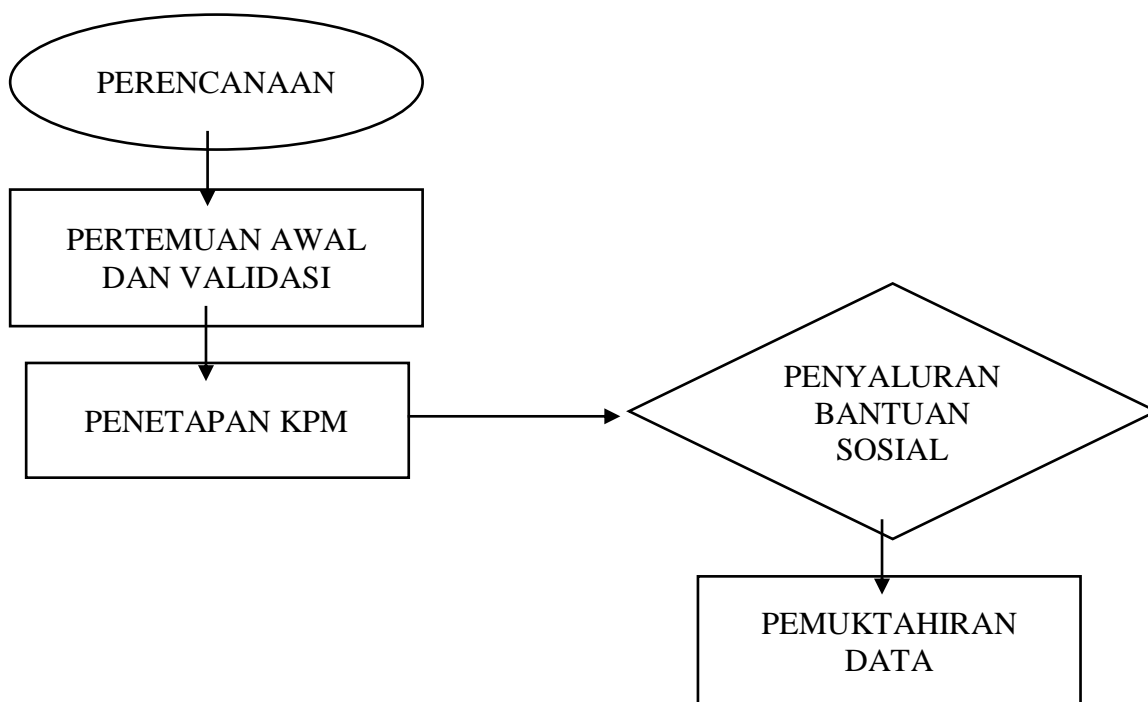 PERENCANAAN
PERTEMUAN AWAL
DAN VALIDASI
PENETAPAN KPM
PENYALURAN
BANTUAN
SOSIAL
PEMUKTAHIRAN
DATA